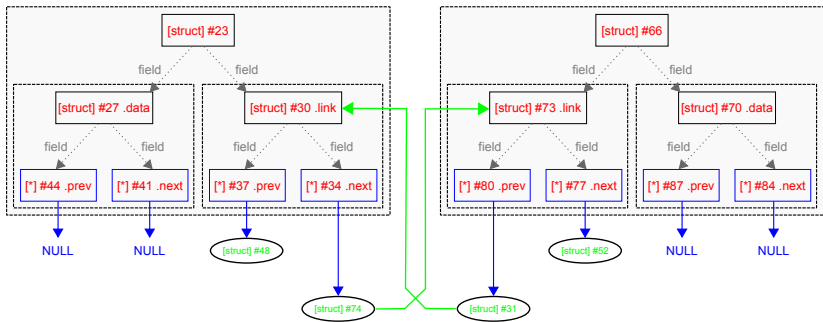 [struct] #23
[struct] #66
field
field
field
field
[struct] #27 .data
[struct] #30 .link
[struct] #73 .link
[struct] #70 .data
field
field
field
field
field
field
field
field
[*] #44 .prev
[*] #41 .next
[*] #37 .prev
[*] #34 .next
[*] #80 .prev
[*] #77 .next
[*] #87 .prev
[*] #84 .next
NULL
NULL
[struct] #48
[struct] #52
NULL
NULL
[struct] #74
[struct] #31